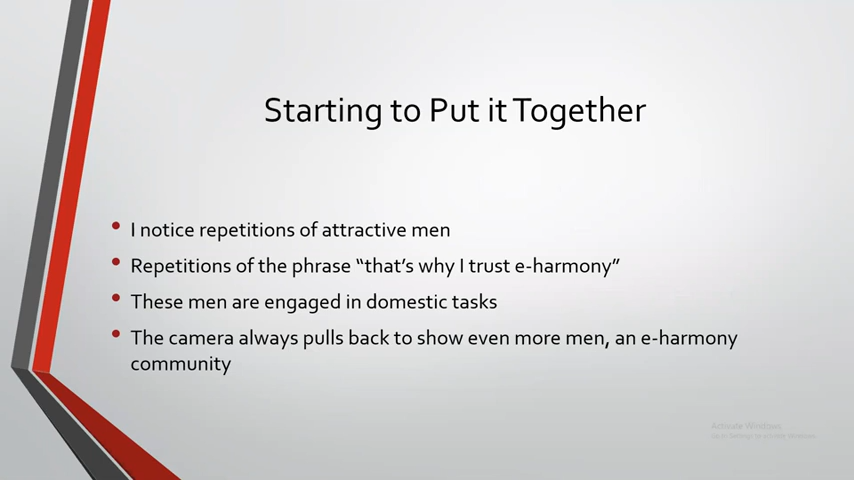 Starting to Put it Together
• I notice repetitions of attractive men
• Repetitions of the phrase “that’s why I trust e-harmony”
• These men are engaged in domestic tasks
• The camera always pulls back to show even more men, an e-harmony
community
Activate Windows